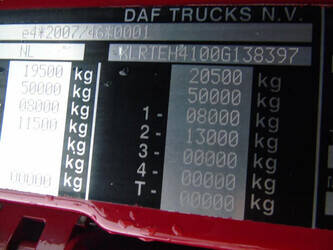 DAF TRUCKS N.V.
e4*2007/46*0001
NL XLRTEH4100G138397
19500 kg 20500 kg
50000 kg 50000 kg
08000 kg 1- 08000 kg
11500 kg 2- 13000 kg
kg 3- 00000 kg
kg 4- 00000 kg
00000 kg T- 00000 kg